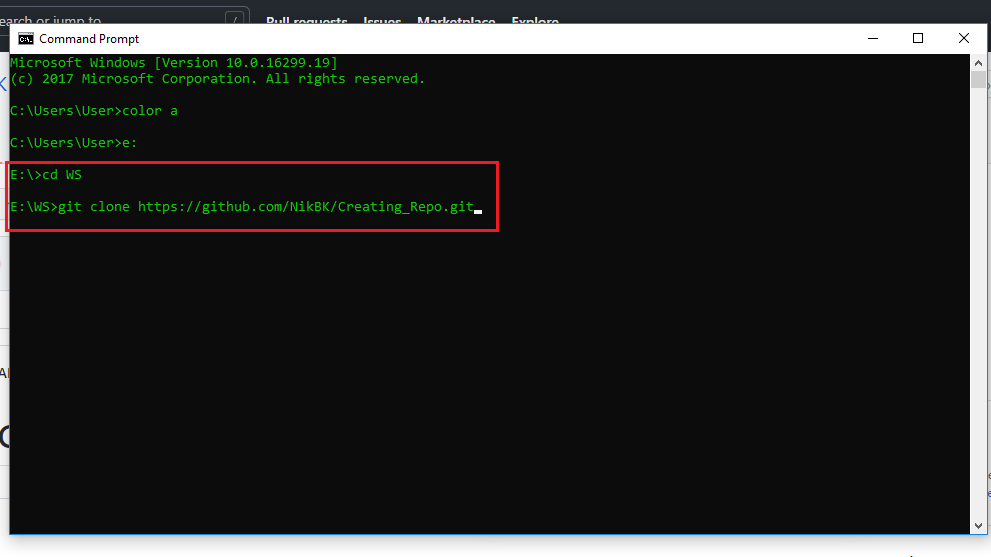 earch or jump to
/
Pull requests Issues Marketplace Explore
C:\. Command Prompt
Microsoft Windows [Version 10.0.16299.19]
(c) 2017 Microsoft Corporation. All rights reserved.
C:\Users\User>color a
C:\Users\User>e:
E:\>cd WS
E:\WS>git clone https://github.com/NikBK/Creating_Repo.git